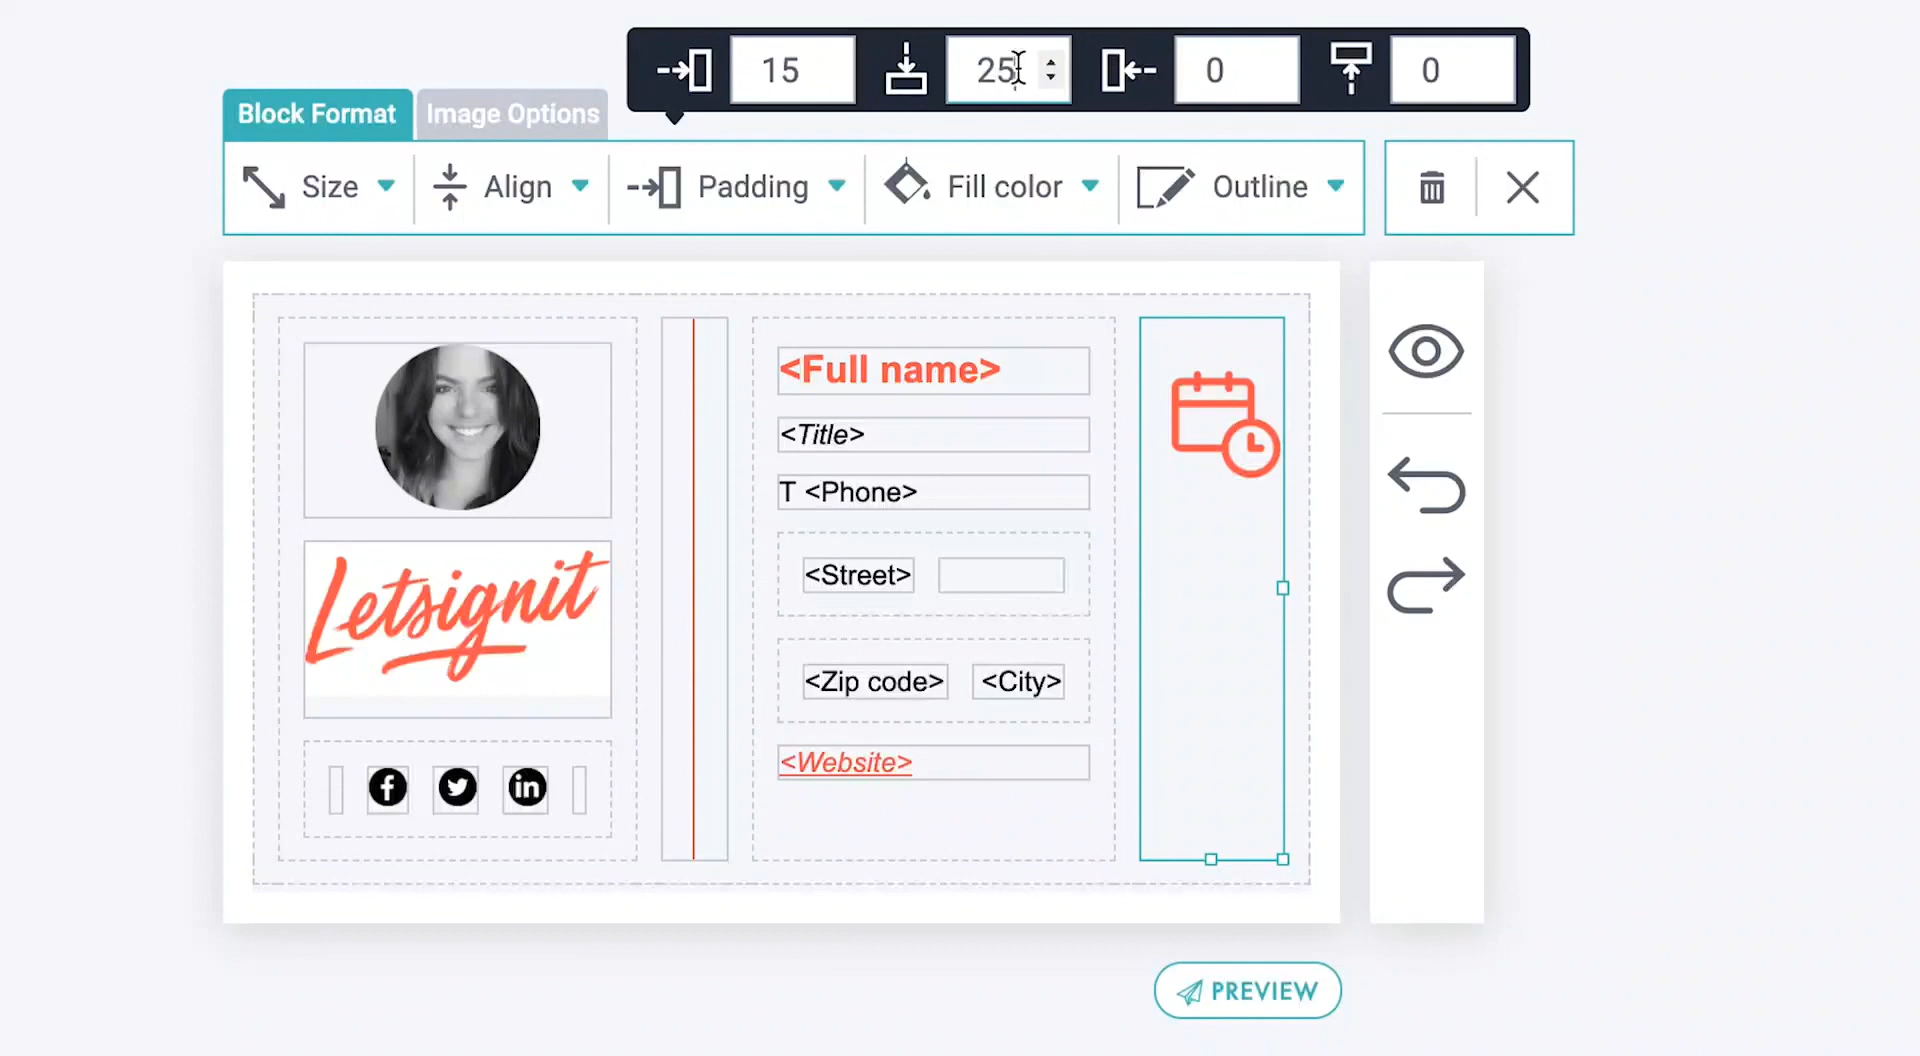 15
25
0
0
Block Format
Image Options
Size
Align
Padding
Fill color
Outline
<Full name>
<Title>
T <Phone>
<Street>
<Zip code>
<City>
<Website>
Letsignit
f
in
PREVIEW